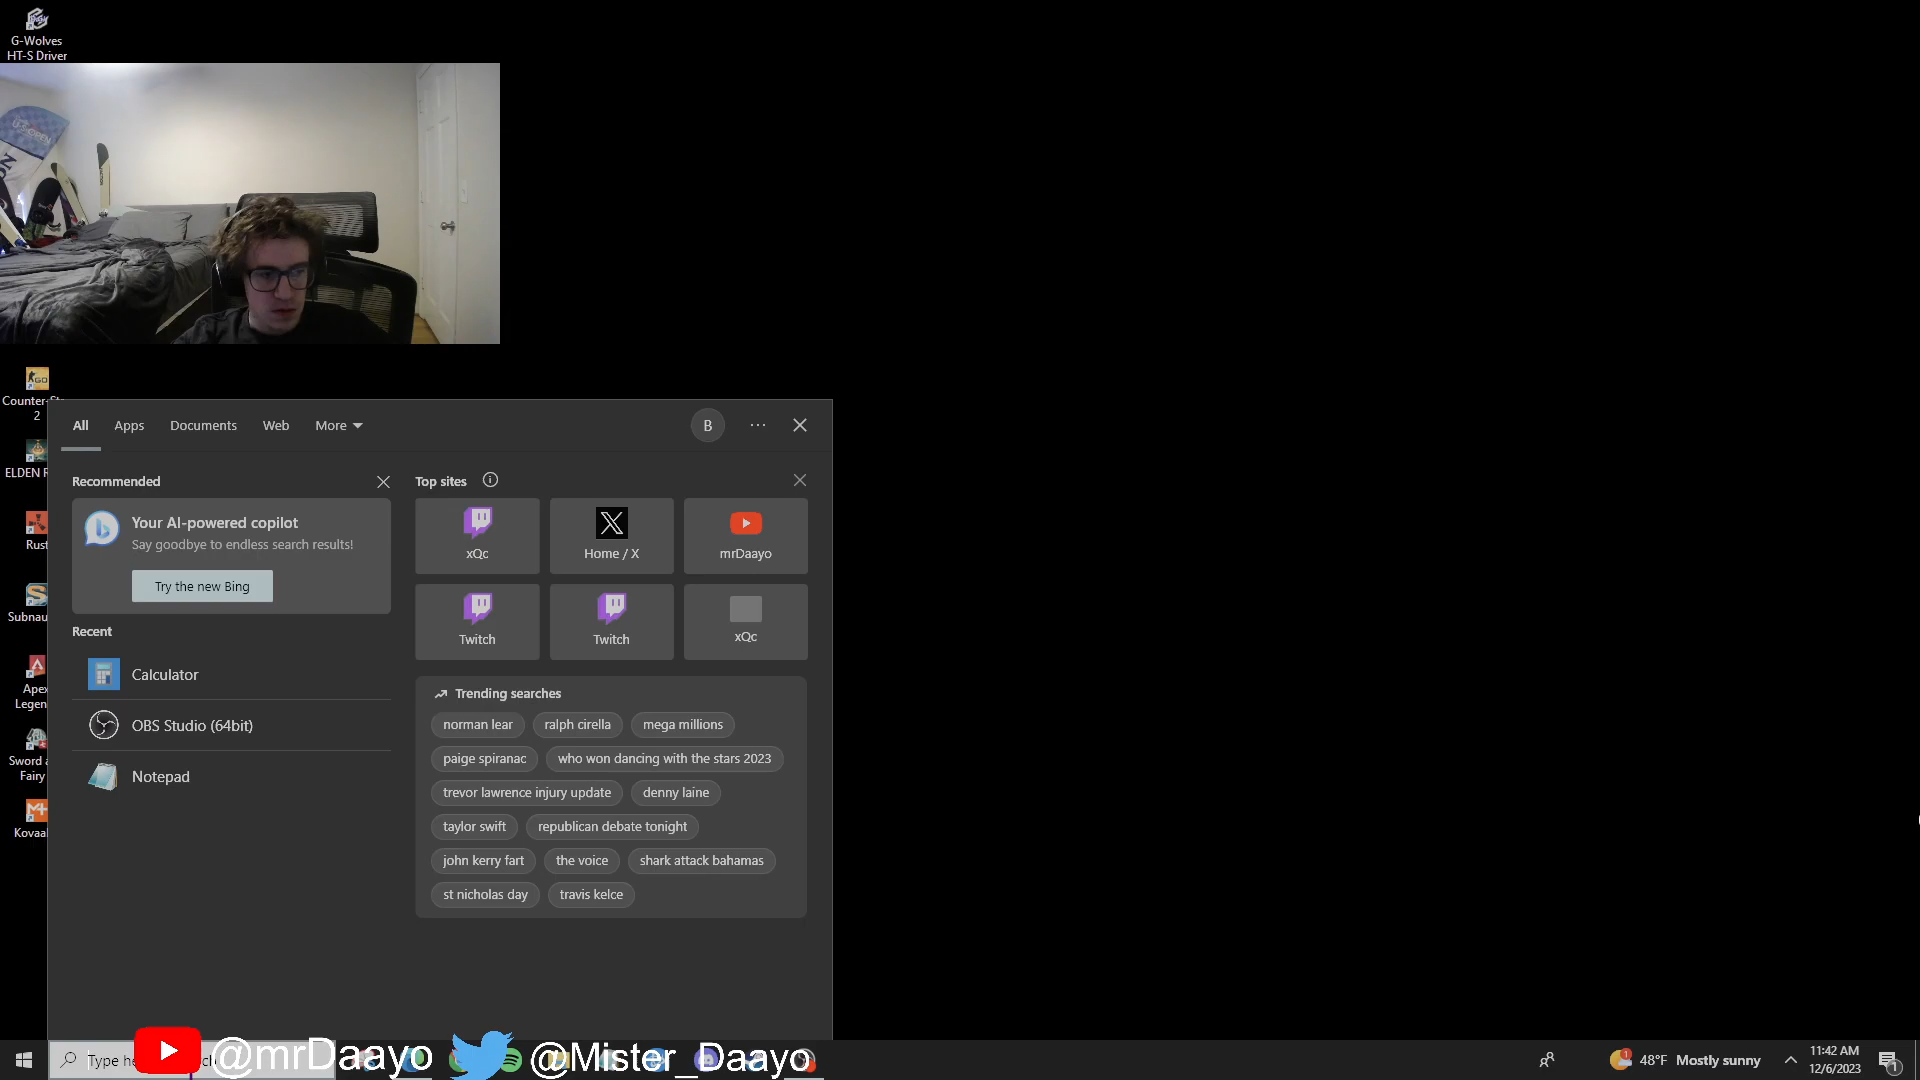 G-Wolves
HT-S Driver
Counter-
2
ELDEN
Rust
Subnau
Apex
Legen
Sword a
Fairy
Kovaa
All Apps Documents Web More B
Recommended
Your AI-powered copilot
Say goodbye to endless search results!
Try the new Bing
Recent
Calculator
OBS Studio (64bit)
Notepad
Top sites
xQc Home / X mrDaayo
Twitch Twitch xQc
Trending searches
norman lear ralph cirella mega millions
paige spiranac who won dancing with the stars 2023
trevor lawrence injury update denny laine
taylor swift republican debate tonight
john kerry fart the voice shark attack bahamas
st nicholas day travis kelce
Type he
@mrDaayo @Mister_Daayo
48°F Mostly sunny
11:42 AM
12/6/2023